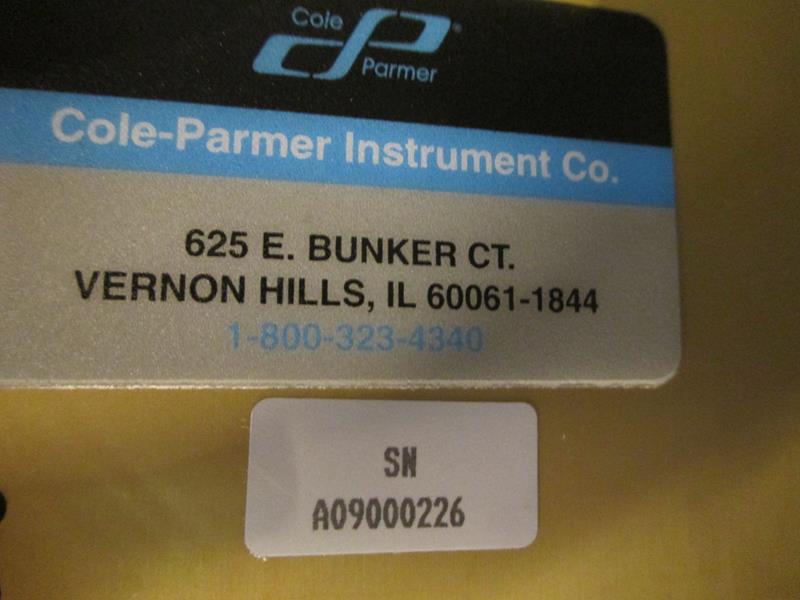 Cole
Parmer
Cole-Parmer Instrument Co.
625 E. BUNKER CT.
VERNON HILLS, IL 60061-1844
1-800-323-4340
SN
A09000226